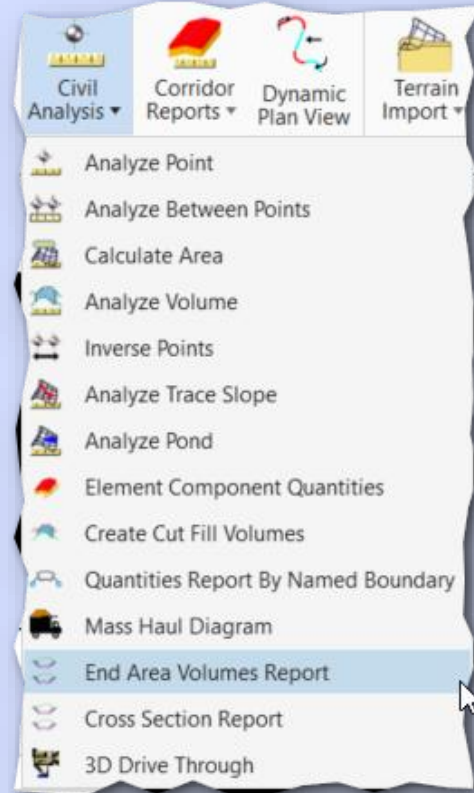 Civil
Analysis
Corridor
Reports
Dynamic
Plan View
Terrain
Import
Analyze Point
Analyze Between Points
Calculate Area
Analyze Volume
Inverse Points
Analyze Trace Slope
Analyze Pond
Element Component Quantities
Create Cut Fill Volumes
Quantities Report By Named Boundary
Mass Haul Diagram
End Area Volumes Report
Cross Section Report
3D Drive Through